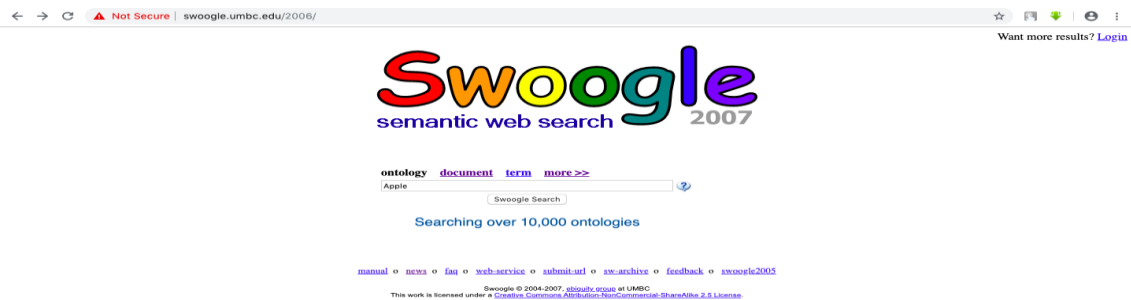 Not Secure | swoogle.umbc.edu/2006/
Want more results? Login
Swoogle
semantic web search 2007
ontology document term more >>
Apple
Swoogle Search
Searching over 10,000 ontologies
manual o news o faq o web-service o submit-url o sw-archive o feedback o swoogle2005
Swoogle © 2004-2007, ebiquity group at UMBC
This work is licensed under a Creative Commons Attribution-NonCommercial-ShareAlike 2.5 License.